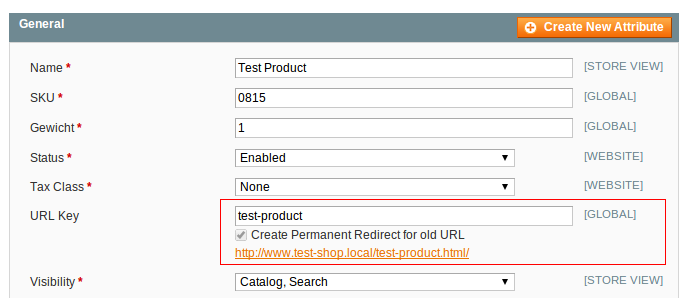 General
Create New Attribute
Name * Test Product [STORE VIEW]
SKU * 0815 [GLOBAL]
Gewicht * 1 [GLOBAL]
Status * Enabled [WEBSITE]
Tax Class * None [WEBSITE]
URL Key test-product [GLOBAL]
Create Permanent Redirect for old URL
http://www.test-shop.local/test-product.html/
Visibility * Catalog, Search [STORE VIEW]